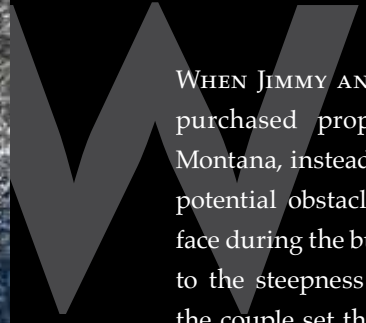 W
WHEN JIMMY AN
purchased prop
Montana, instead
potential obstacl
face during the bu
to the steepness
the couple set th